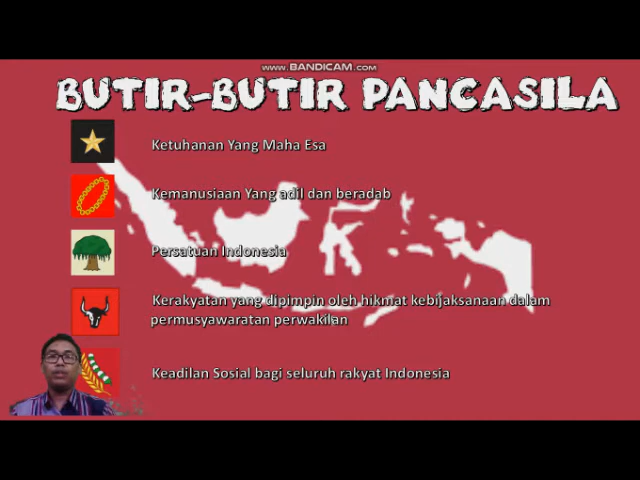 www.BANDICAM.com
BUTIR-BUTIR PANCASILA
Ketuhanan Yang Maha Esa
Kemanusiaan Yang adil dan beradab
Persatuan Indonesia
Kerakyatan yang dipimpin oleh hikmat kebijaksanaan dalam
permusyawaratan perwakilan
Keadilan Sosial bagi seluruh rakyat Indonesia